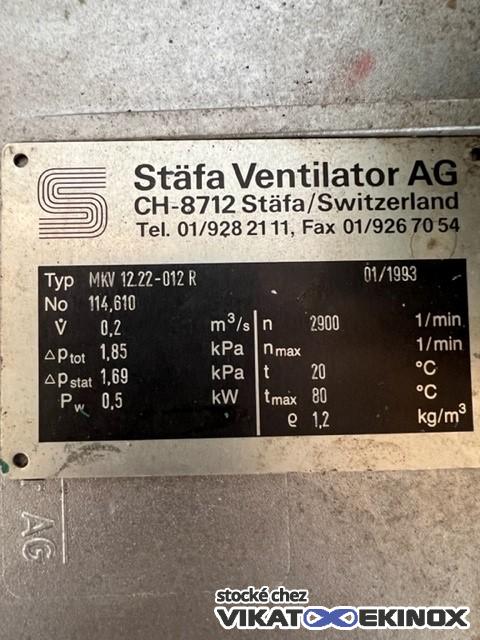 Stäfa Ventilator AG
CH-8712 Stäfa/Switzerland
Tel. 01/928 21 11, Fax 01/926 70 54
Typ MKV 12.22-012 R 01/1993
No 114,610
V̇ 0,2 m³/s n 2900 1/min
△ptot 1,85 kPa nmax 1/min
△pstat 1,69 kPa t 20 °C
Pw 0,5 kW tmax 80 °C
ϱ 1,2 kg/m³
AG
stocké chez
VIKATOO EKINOX